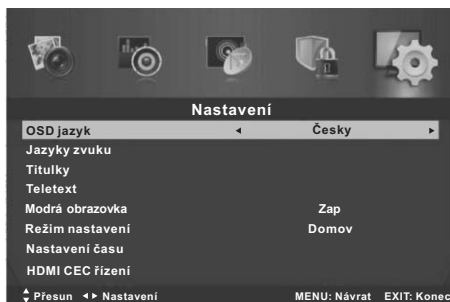 Nastavení
OSD jazyk Česky
Jazyky zvuku
Titulky
Teletext
Modrá obrazovka Zap
Režim nastavení Domov
Nastavení času
HDMI CEC řízení
Přesun Nastavení MENU: Návrat EXIT: Konec